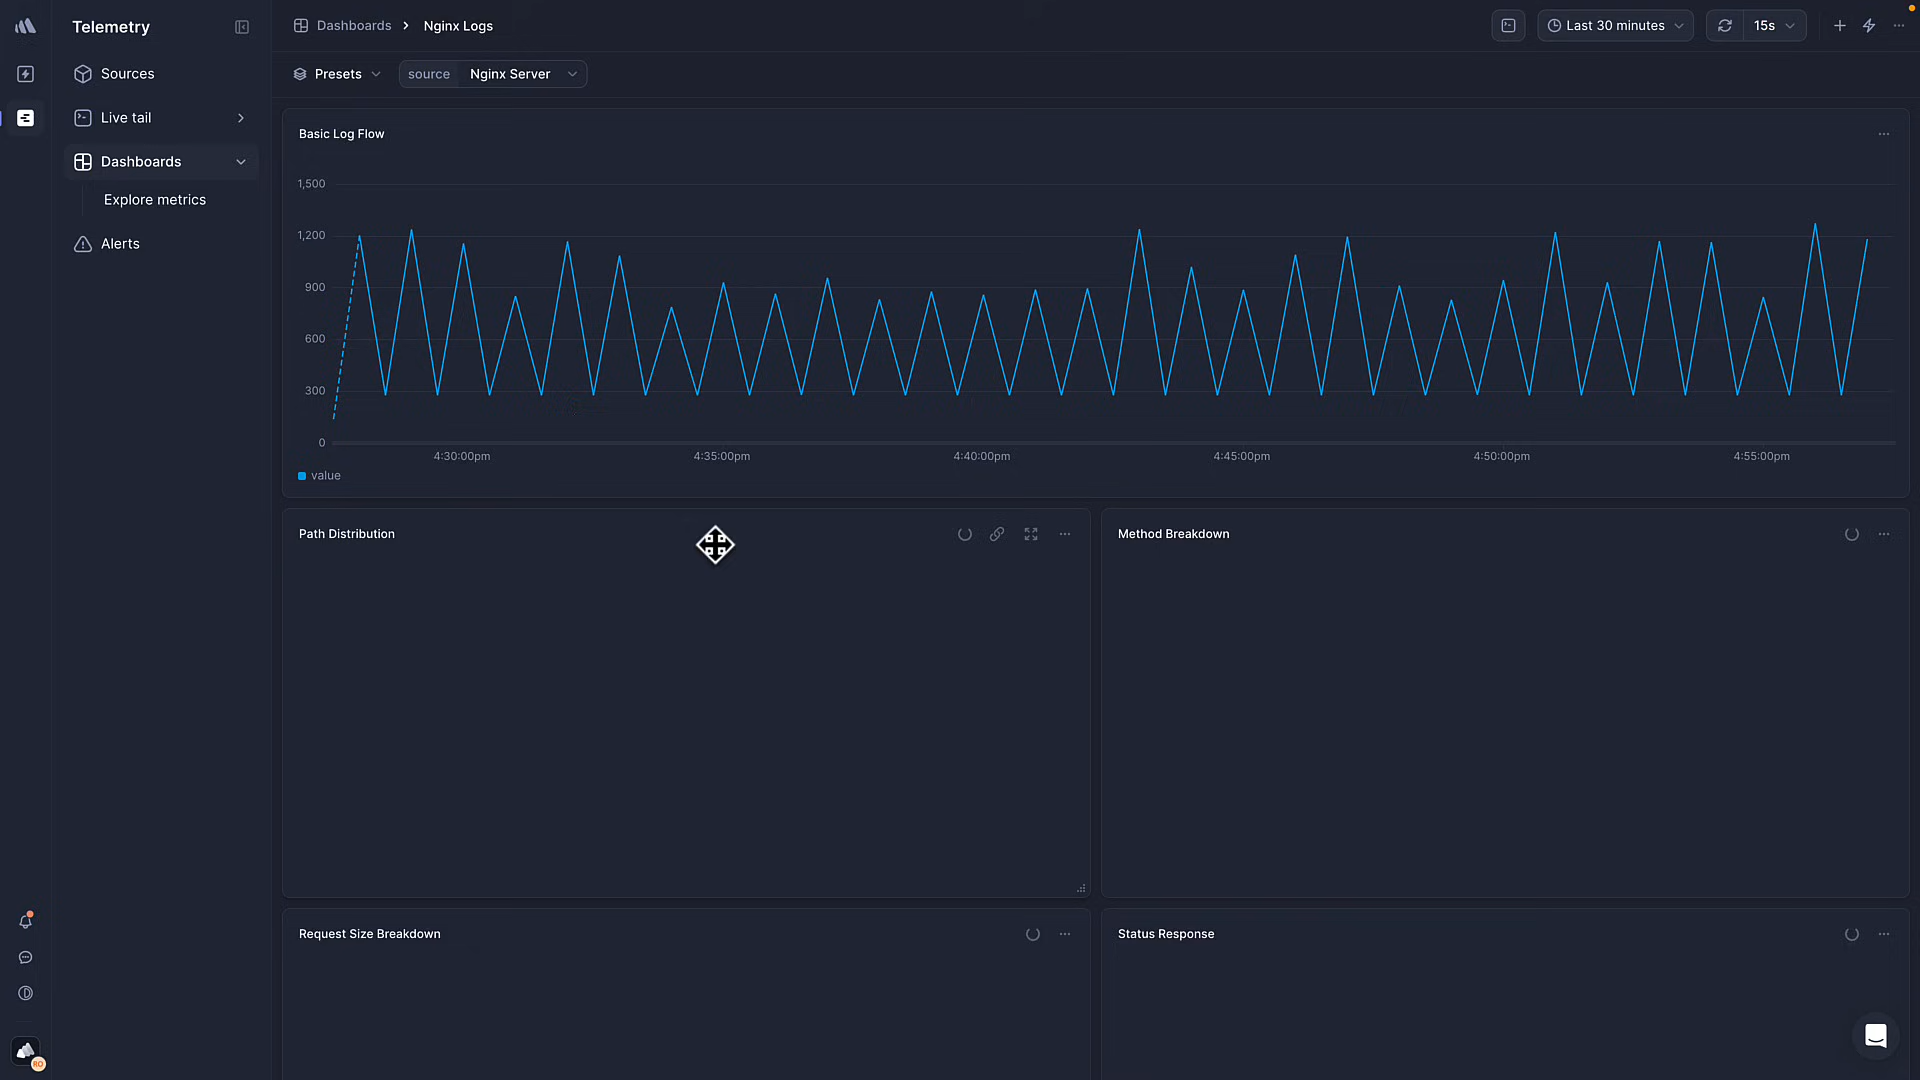 Telemetry
Sources
Live tail
Dashboards
Explore metrics
Alerts
Dashboards > Nginx Logs
Last 30 minutes
15s
Presets
source Nginx Server
Basic Log Flow
1,500
1,200
900
600
300
0
4:30:00pm 4:35:00pm 4:40:00pm 4:45:00pm 4:50:00pm 4:55:00pm
value
Path Distribution
Method Breakdown
Request Size Breakdown
Status Response
RO